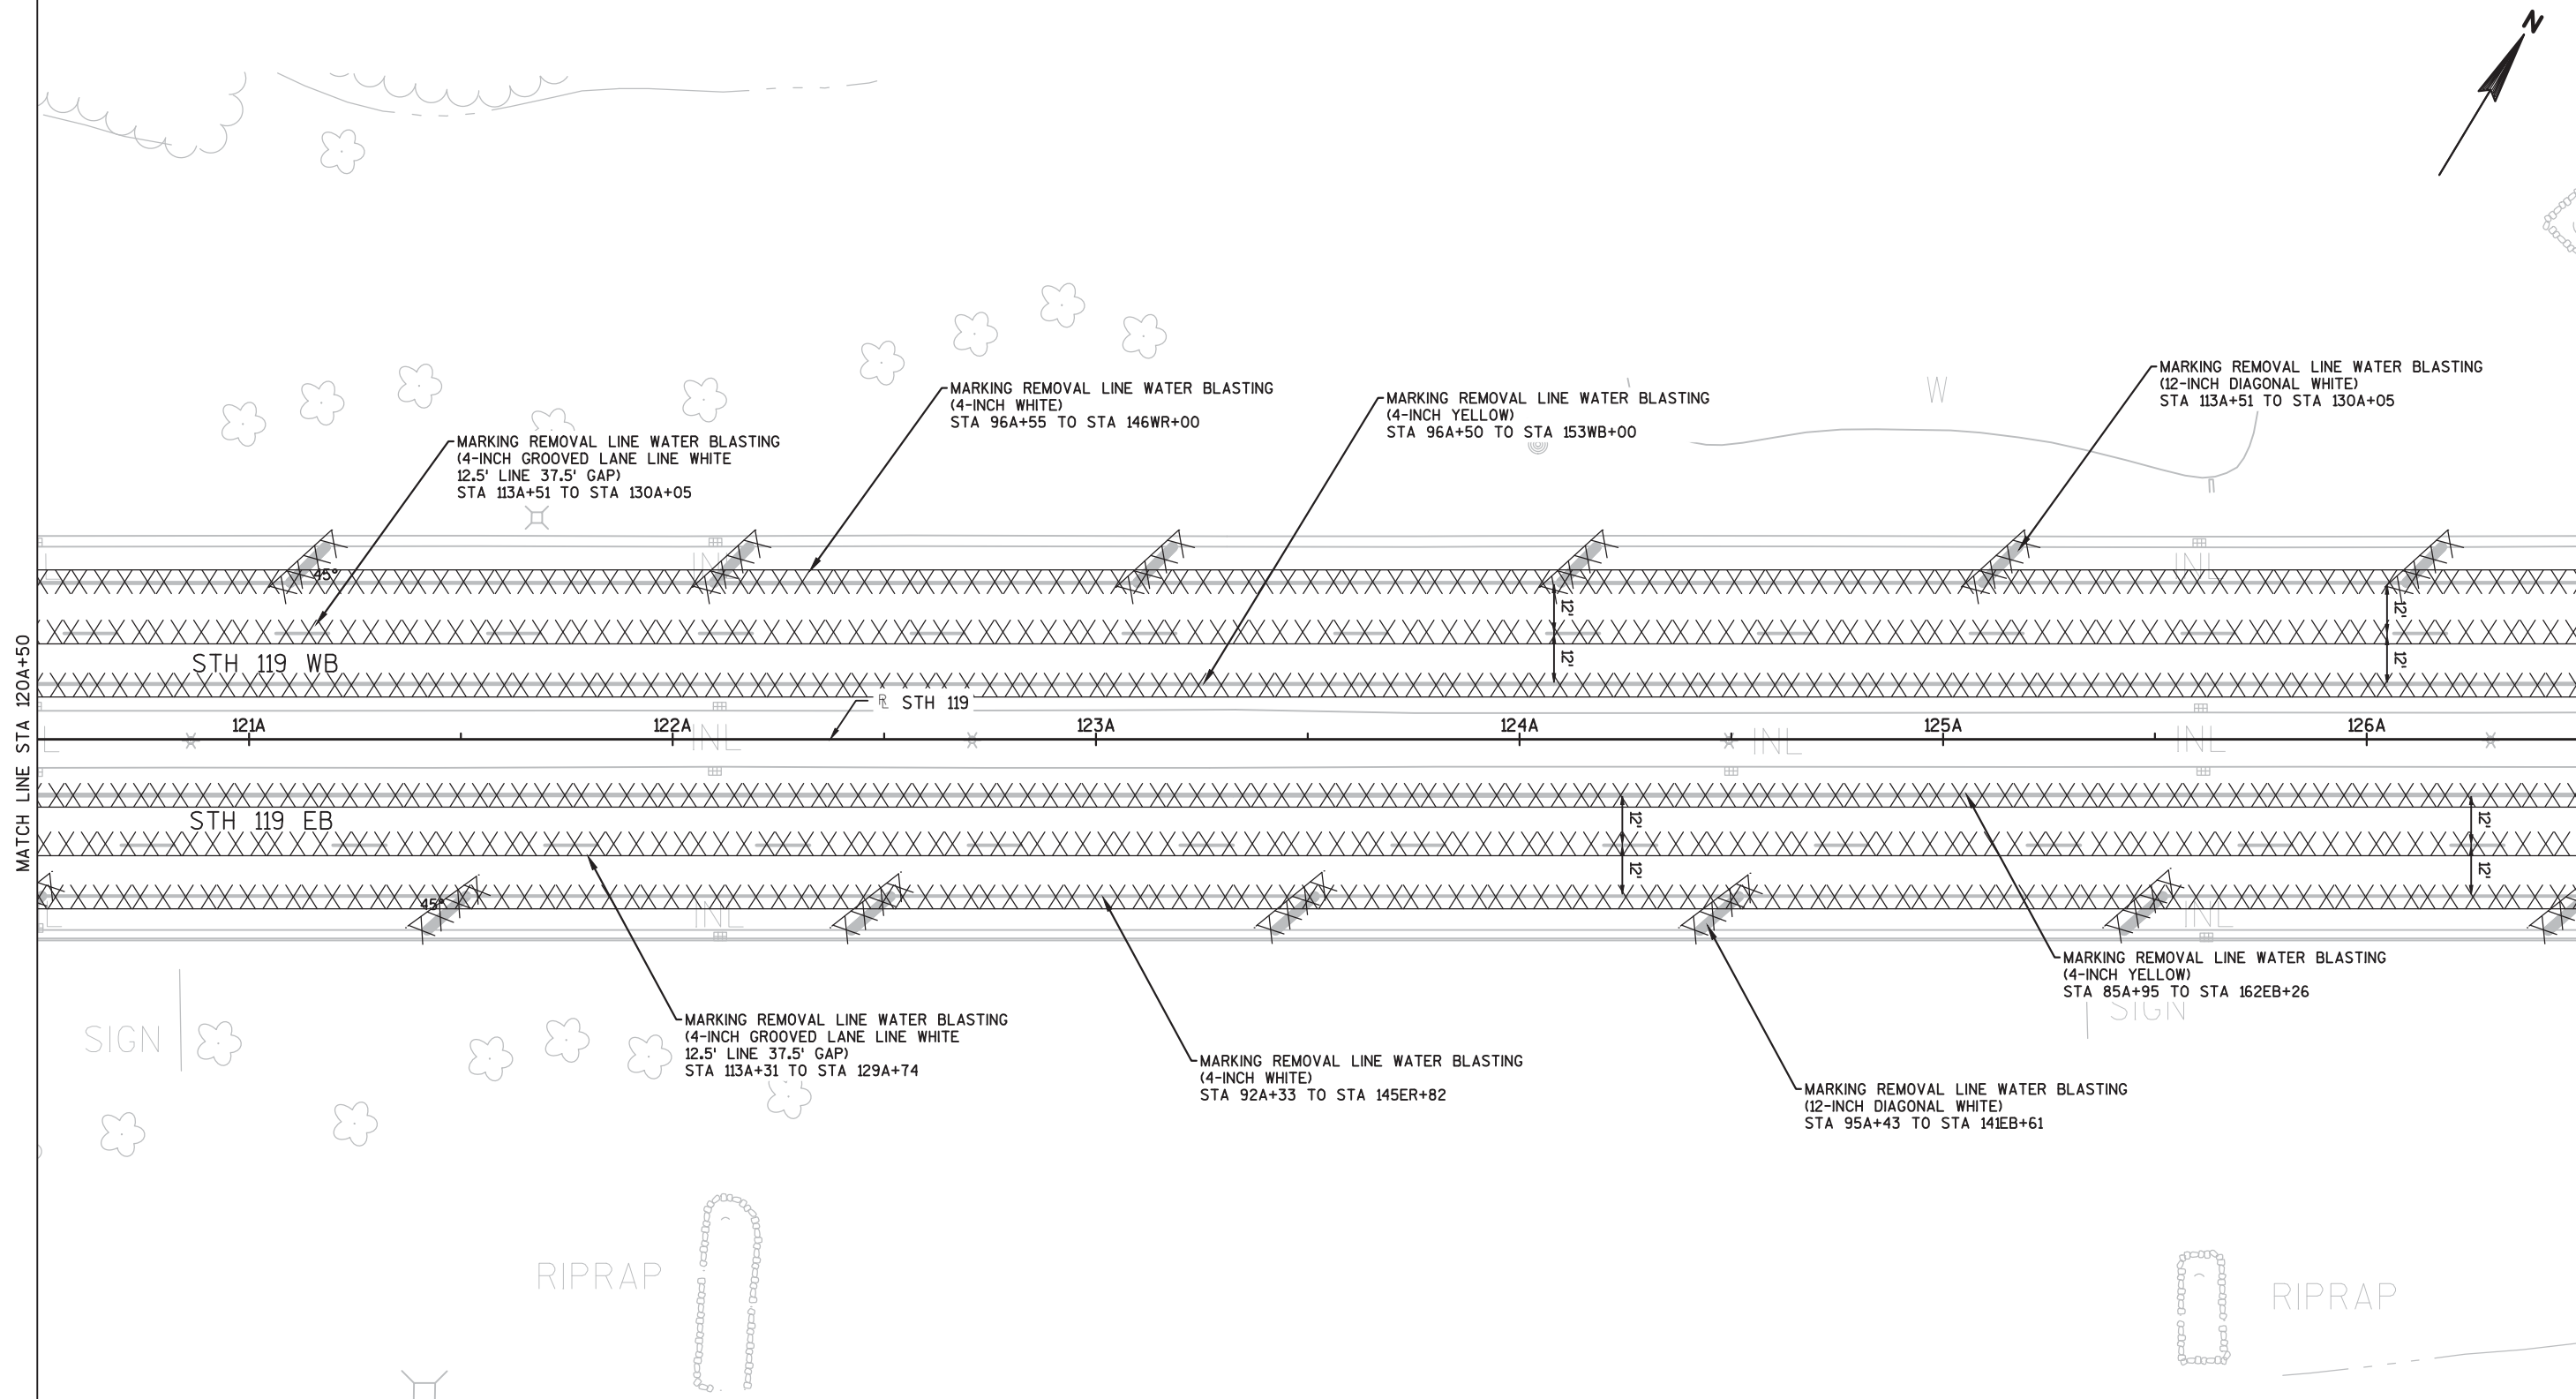 N
MARKING REMOVAL LINE WATER BLASTING
(12-INCH DIAGONAL WHITE)
STA 113A+51 TO STA 130A+05
MARKING REMOVAL LINE WATER BLASTING
(4-INCH WHITE)
STA 96A+55 TO STA 146WR+00
MARKING REMOVAL LINE WATER BLASTING
(4-INCH YELLOW)
STA 96A+50 TO STA 153WB+00
W
MARKING REMOVAL LINE WATER BLASTING
(4-INCH GROOVED LANE LINE WHITE
12.5' LINE 37.5' GAP)
STA 113A+51 TO STA 130A+05
INL
INL
45°
12'
12'
STH 119 WB
12'
12'
MATCH LINE STA 120A+50
STH 119
121A
122A
123A
124A
125A
126A
INL
INL
INL
STH 119 EB
12'
12'
12'
12'
45°
INL
INL
MARKING REMOVAL LINE WATER BLASTING
(4-INCH YELLOW)
STA 85A+95 TO STA 162EB+26
SIGN
SIGN
MARKING REMOVAL LINE WATER BLASTING
(4-INCH GROOVED LANE LINE WHITE
12.5' LINE 37.5' GAP)
STA 113A+31 TO STA 129A+74
MARKING REMOVAL LINE WATER BLASTING
(4-INCH WHITE)
STA 92A+33 TO STA 145ER+82
MARKING REMOVAL LINE WATER BLASTING
(12-INCH DIAGONAL WHITE)
STA 95A+43 TO STA 141EB+61
RIPRAP
RIPRAP